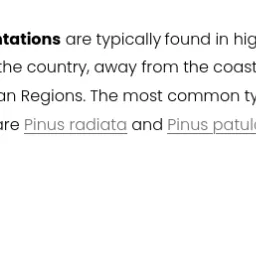 ntations are typically found in hig
the country, away from the coast
an Regions. The most common ty
are Pinus radiata and Pinus patul